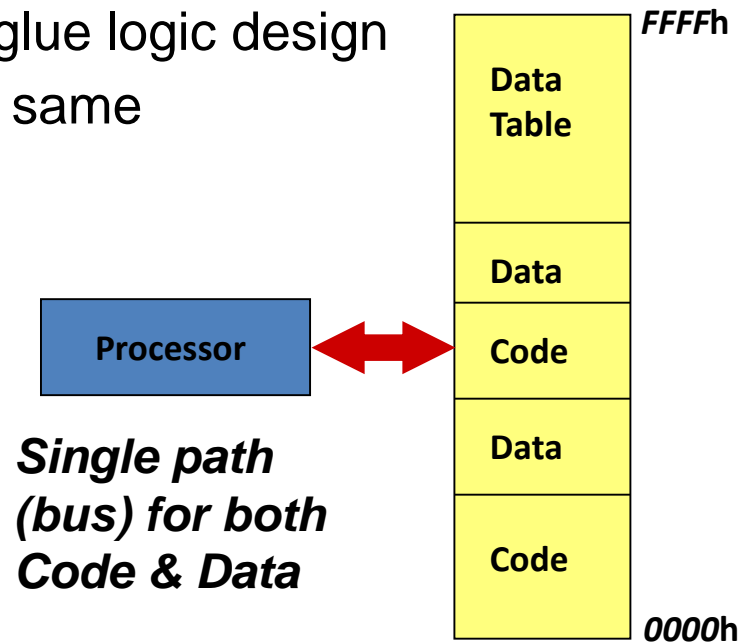 glue logic design
same
FFFFh
Data
Table
Data
Processor
Code
Single path
(bus) for both
Code & Data
Data
Code
0000h